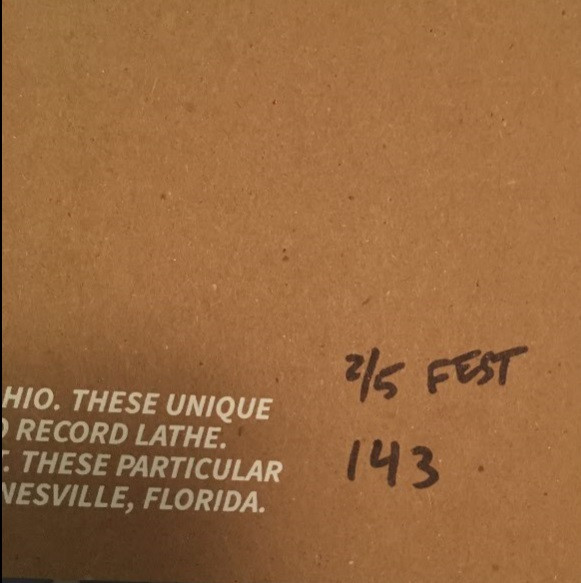 HIO. THESE UNIQUE
RECORD LATHE.
. THESE PARTICULAR
NESVILLE, FLORIDA.
2/5 FEST
143